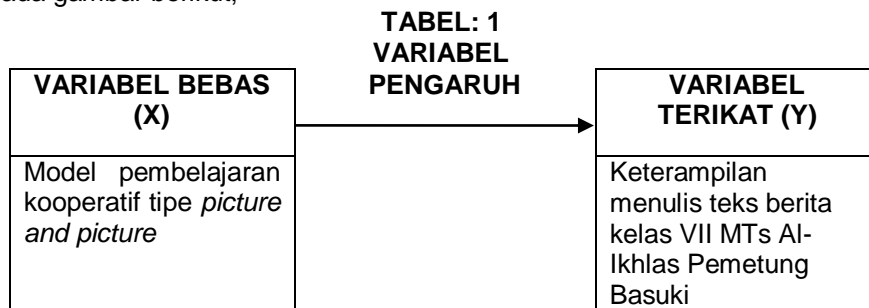 TABEL: 1
VARIABEL
PENGARUH
VARIABEL BEBAS
(X)
VARIABEL
TERIKAT (Y)
Model pembelajaran
kooperatif tipe picture
and picture
Keterampilan
menulis teks berita
kelas VII MTs Al-
Ikhlas Pemetung
Basuki